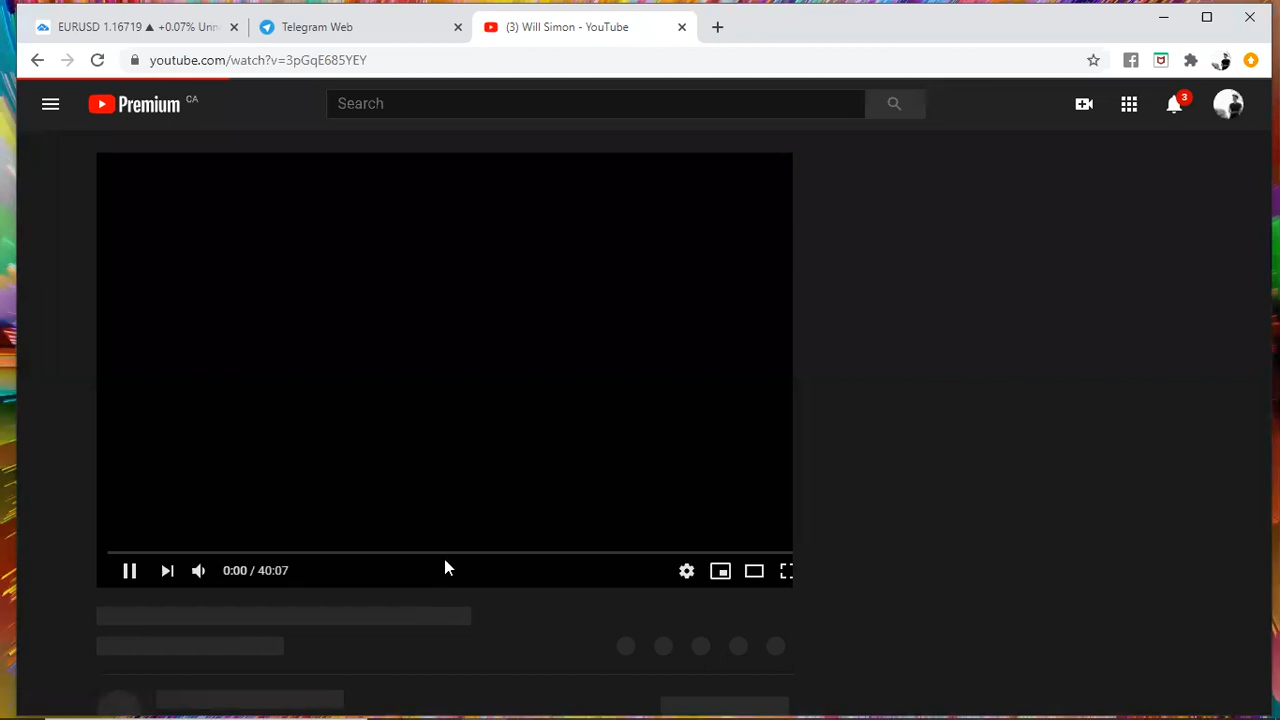 EURUSD 1.16719 ▲ +0.07% Unn
Telegram Web
(3) Will Simon - YouTube
youtube.com/watch?v=3pGqE685YEY
Premium CA
Search
3
0:00 / 40:07